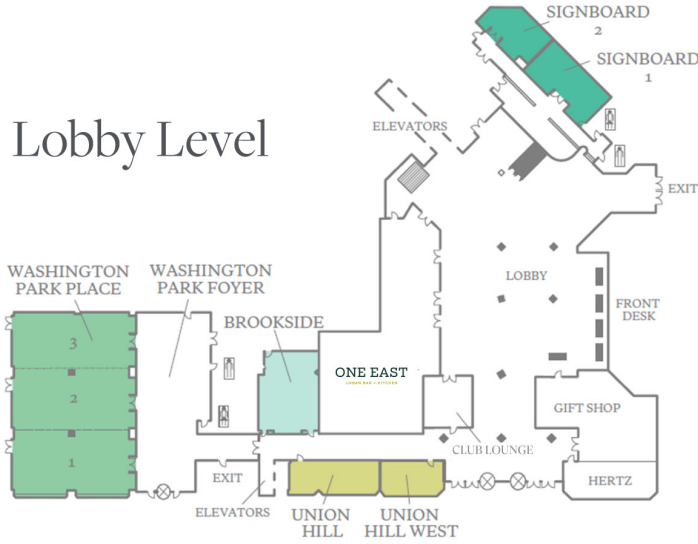 SIGNBOARD
2
SIGNBOARD
1
ELEVATORS
Lobby Level
EXIT
WASHINGTON
PARK PLACE
WASHINGTON
PARK FOYER
LOBBY
BROOKSIDE
FRONT
DESK
3
ONE EAST
URBAN BAR + KITCHEN
2
GIFT SHOP
CLUB LOUNGE
1
EXIT
HERTZ
ELEVATORS
UNION
HILL
UNION
HILL WEST